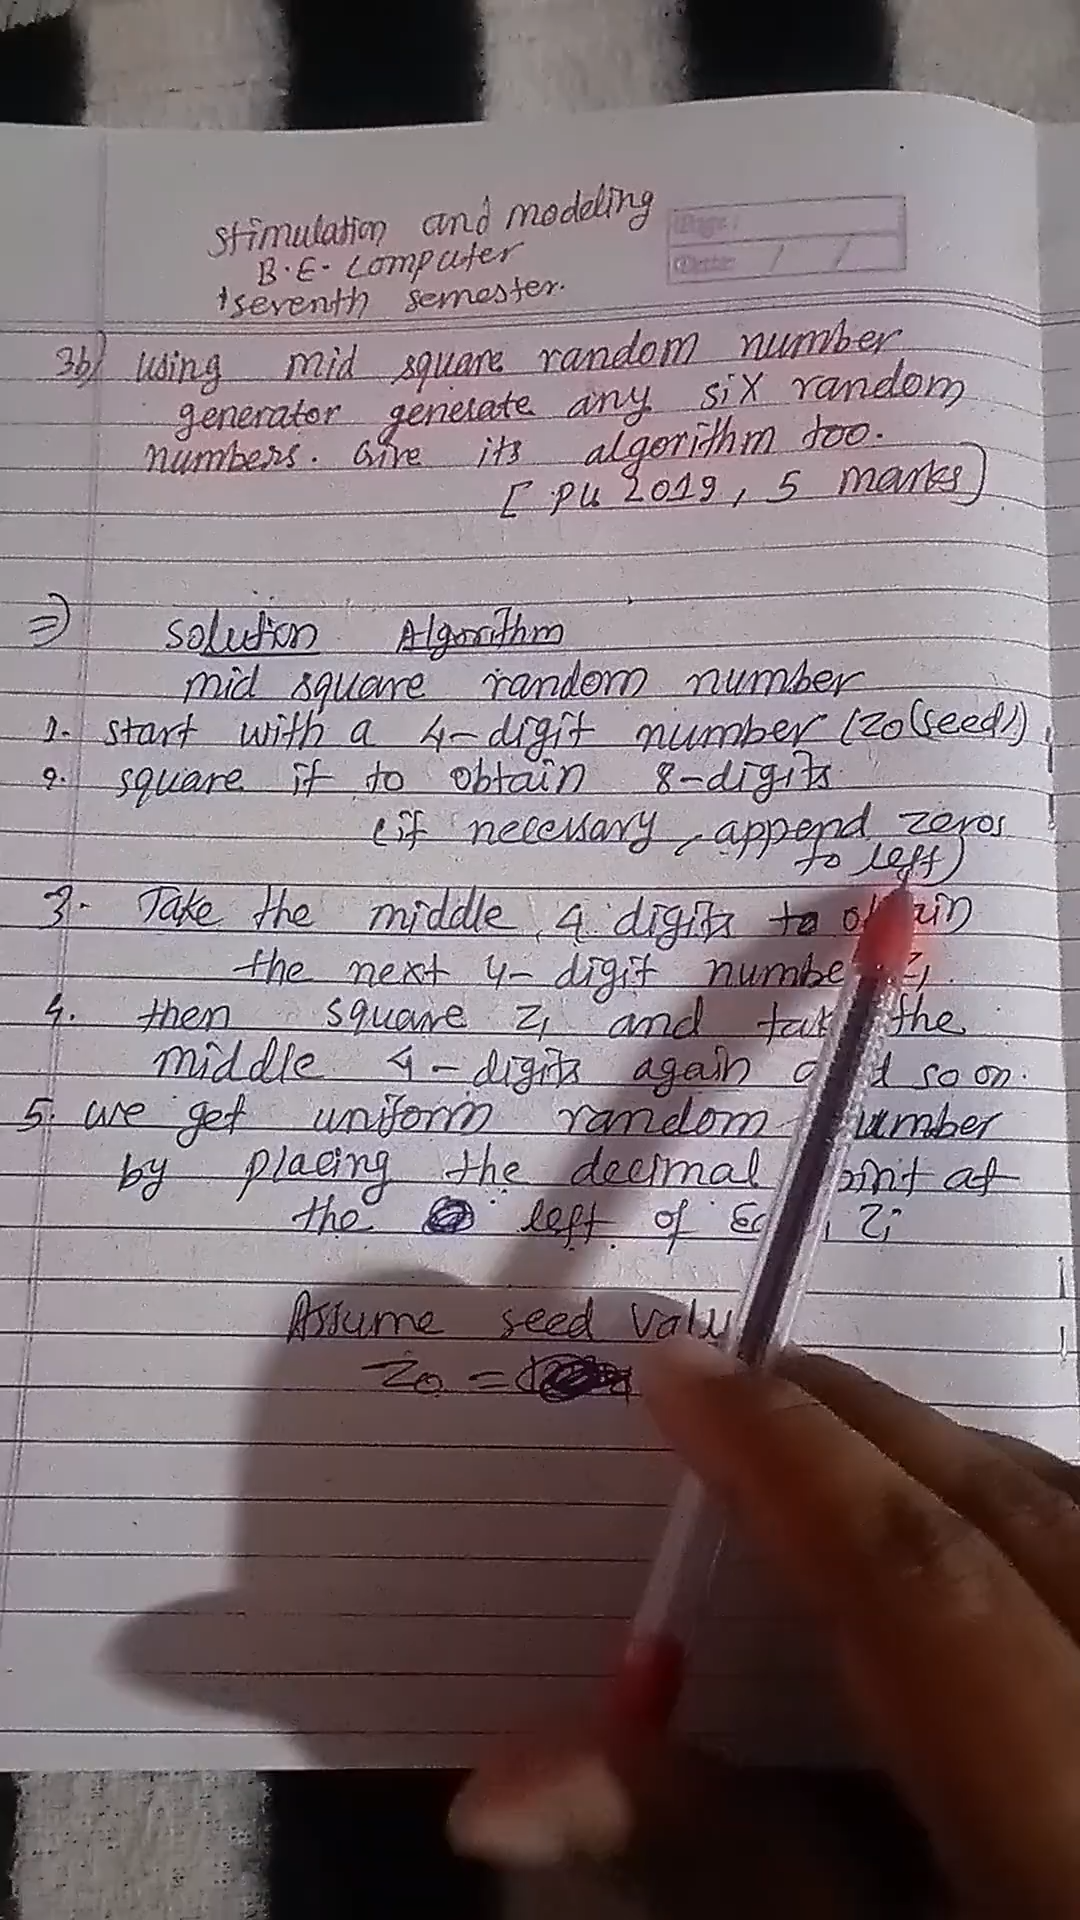 Stimulation and modeling
B.E. Computer
seventh semester.
Page:
Date: / /
3b) using mid square random number
generator generate any six random
numbers. Give its algorithm too.
[PU 2019, 5 marks]
=) Solution Algorithm
mid square random number
1. start with a 4-digit number (Z0(seed))
2. square it to obtain 8-digits
(if necessary, append zeros
to left)
3. Take the middle 4 digits to
the next 4-digit
4. then square Z1 and the
middle 4-digits again so on.
5. we get uniform random
by placing the decimal at
the left of Zi
Assume seed
Z0 =